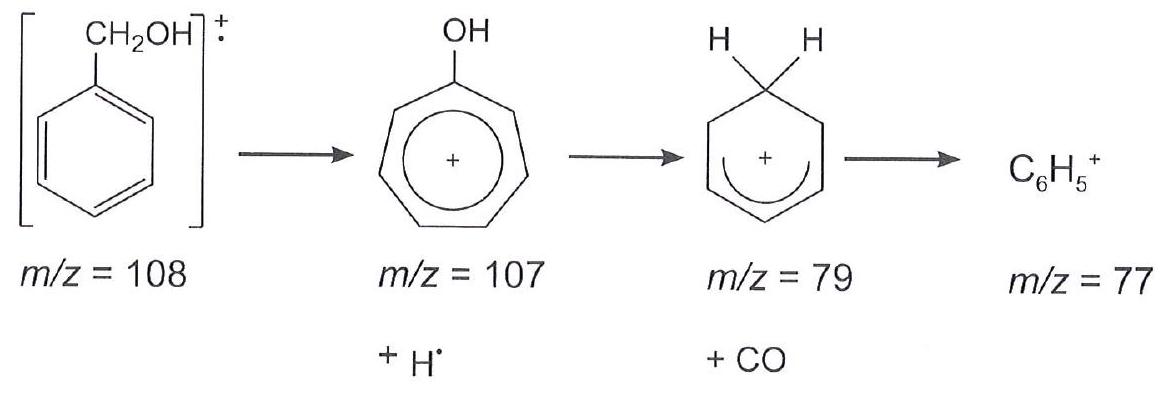 CH₂OH +.
OH
+
H H
+
C₆H₅⁺
m/z = 108
m/z = 107
m/z = 79
m/z = 77
+ H•
+ CO